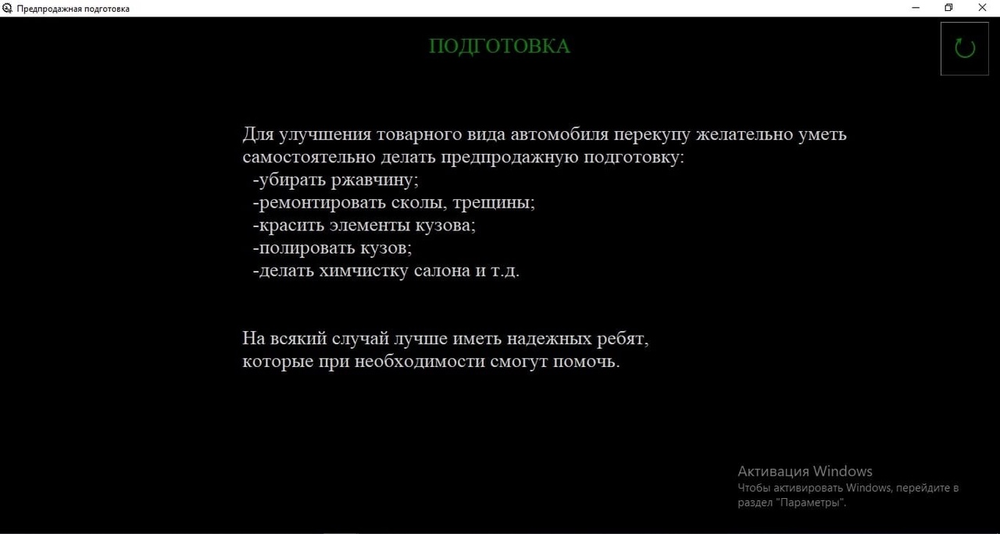 Предпродажная подготовка
ПОДГОТОВКА
Для улучшения товарного вида автомобиля перекупу желательно уметь
самостоятельно делать предпродажную подготовку:
-убирать ржавчину;
-ремонтировать сколы, трещины;
-красить элементы кузова;
-полировать кузов;
-делать химчистку салона и т.д.
На всякий случай лучше иметь надежных ребят,
которые при необходимости смогут помочь.
Активация Windows
Чтобы активировать Windows, перейдите в
раздел "Параметры".